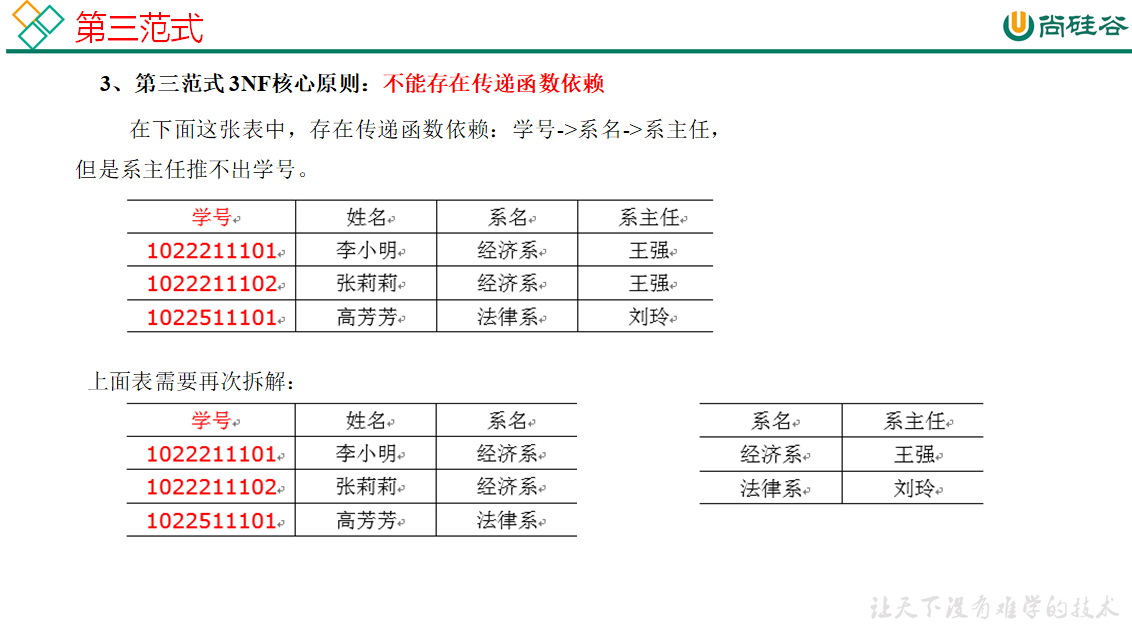 第三范式
尚硅谷
3、第三范式 3NF核心原则：不能存在传递函数依赖
在下面这张表中，存在传递函数依赖：学号->系名->系主任，
但是系主任推不出学号。
学号 姓名 系名 系主任
1022211101 李小明 经济系 王强
1022211102 张莉莉 经济系 王强
1022511101 高芳芳 法律系 刘玲
上面表需要再次拆解：
学号 姓名 系名
1022211101 李小明 经济系
1022211102 张莉莉 经济系
1022511101 高芳芳 法律系
系名 系主任
经济系 王强
法律系 刘玲
让天下没有难学的技术